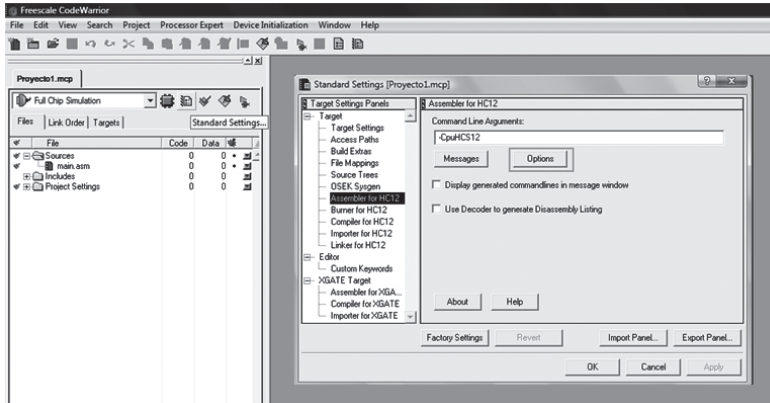 Freescale CodeWarrior
File Edit View Search Project Processor Expert Device Initialization Window Help
Proyecto1.mcp
Full Chip Simulation
Standard Settings...
Files Link Order Targets
File Code Data
Sources 0 0
main.asm 0 0
Includes 0 0
Project Settings 0 0
Standard Settings [Proyecto1.mcp]
Target Settings Panels
Target
Target Settings
Access Paths
Build Extras
File Mappings
Source Trees
OSEK Sysgen
Assembler for HC12
Burner for HC12
Compiler for HC12
Importer for HC12
Linker for HC12
Editor
Custom Keywords
XGATE Target
Assembler for XGA...
Compiler for XGATE
Importer for XGATE
Assembler for HC12
Command Line Arguments:
-CpuHCS12
Messages Options
Display generated commandlines in message window
Use Decoder to generate Disassembly Listing
About Help
Factory Settings Revert Import Panel... Export Panel...
OK Cancel Apply